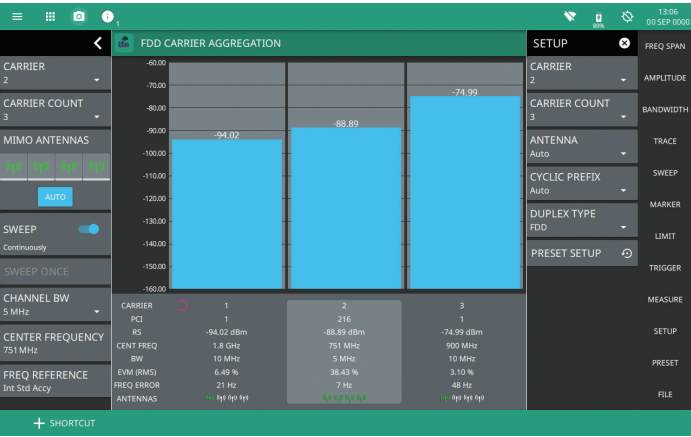 1
89%
13:06
00 SEP 0000
FDD CARRIER AGGREGATION
CARRIER
2
CARRIER COUNT
3
MIMO ANTENNAS
AUTO
SWEEP
Continuously
SWEEP ONCE
CHANNEL BW
5 MHz
CENTER FREQUENCY
751 MHz
FREQ REFERENCE
Int Std Accy
-60.00
-70.00
-80.00
-90.00
-100.00
-110.00
-120.00
-130.00
-140.00
-150.00
-160.00
-94.02
-88.89
-74.99
CARRIER 1 2 3
PCI 1 216 1
RS -94.02 dBm -88.89 dBm -74.99 dBm
CENT FREQ 1.8 GHz 751 MHz 900 MHz
BW 10 MHz 5 MHz 10 MHz
EVM (RMS) 6.49 % 38.43 % 3.10 %
FREQ ERROR 21 Hz 7 Hz 48 Hz
ANTENNAS
SETUP
CARRIER
2
CARRIER COUNT
3
ANTENNA
Auto
CYCLIC PREFIX
Auto
DUPLEX TYPE
FDD
PRESET SETUP
FREQ SPAN
AMPLITUDE
BANDWIDTH
TRACE
SWEEP
MARKER
LIMIT
TRIGGER
MEASURE
SETUP
PRESET
FILE
+ SHORTCUT